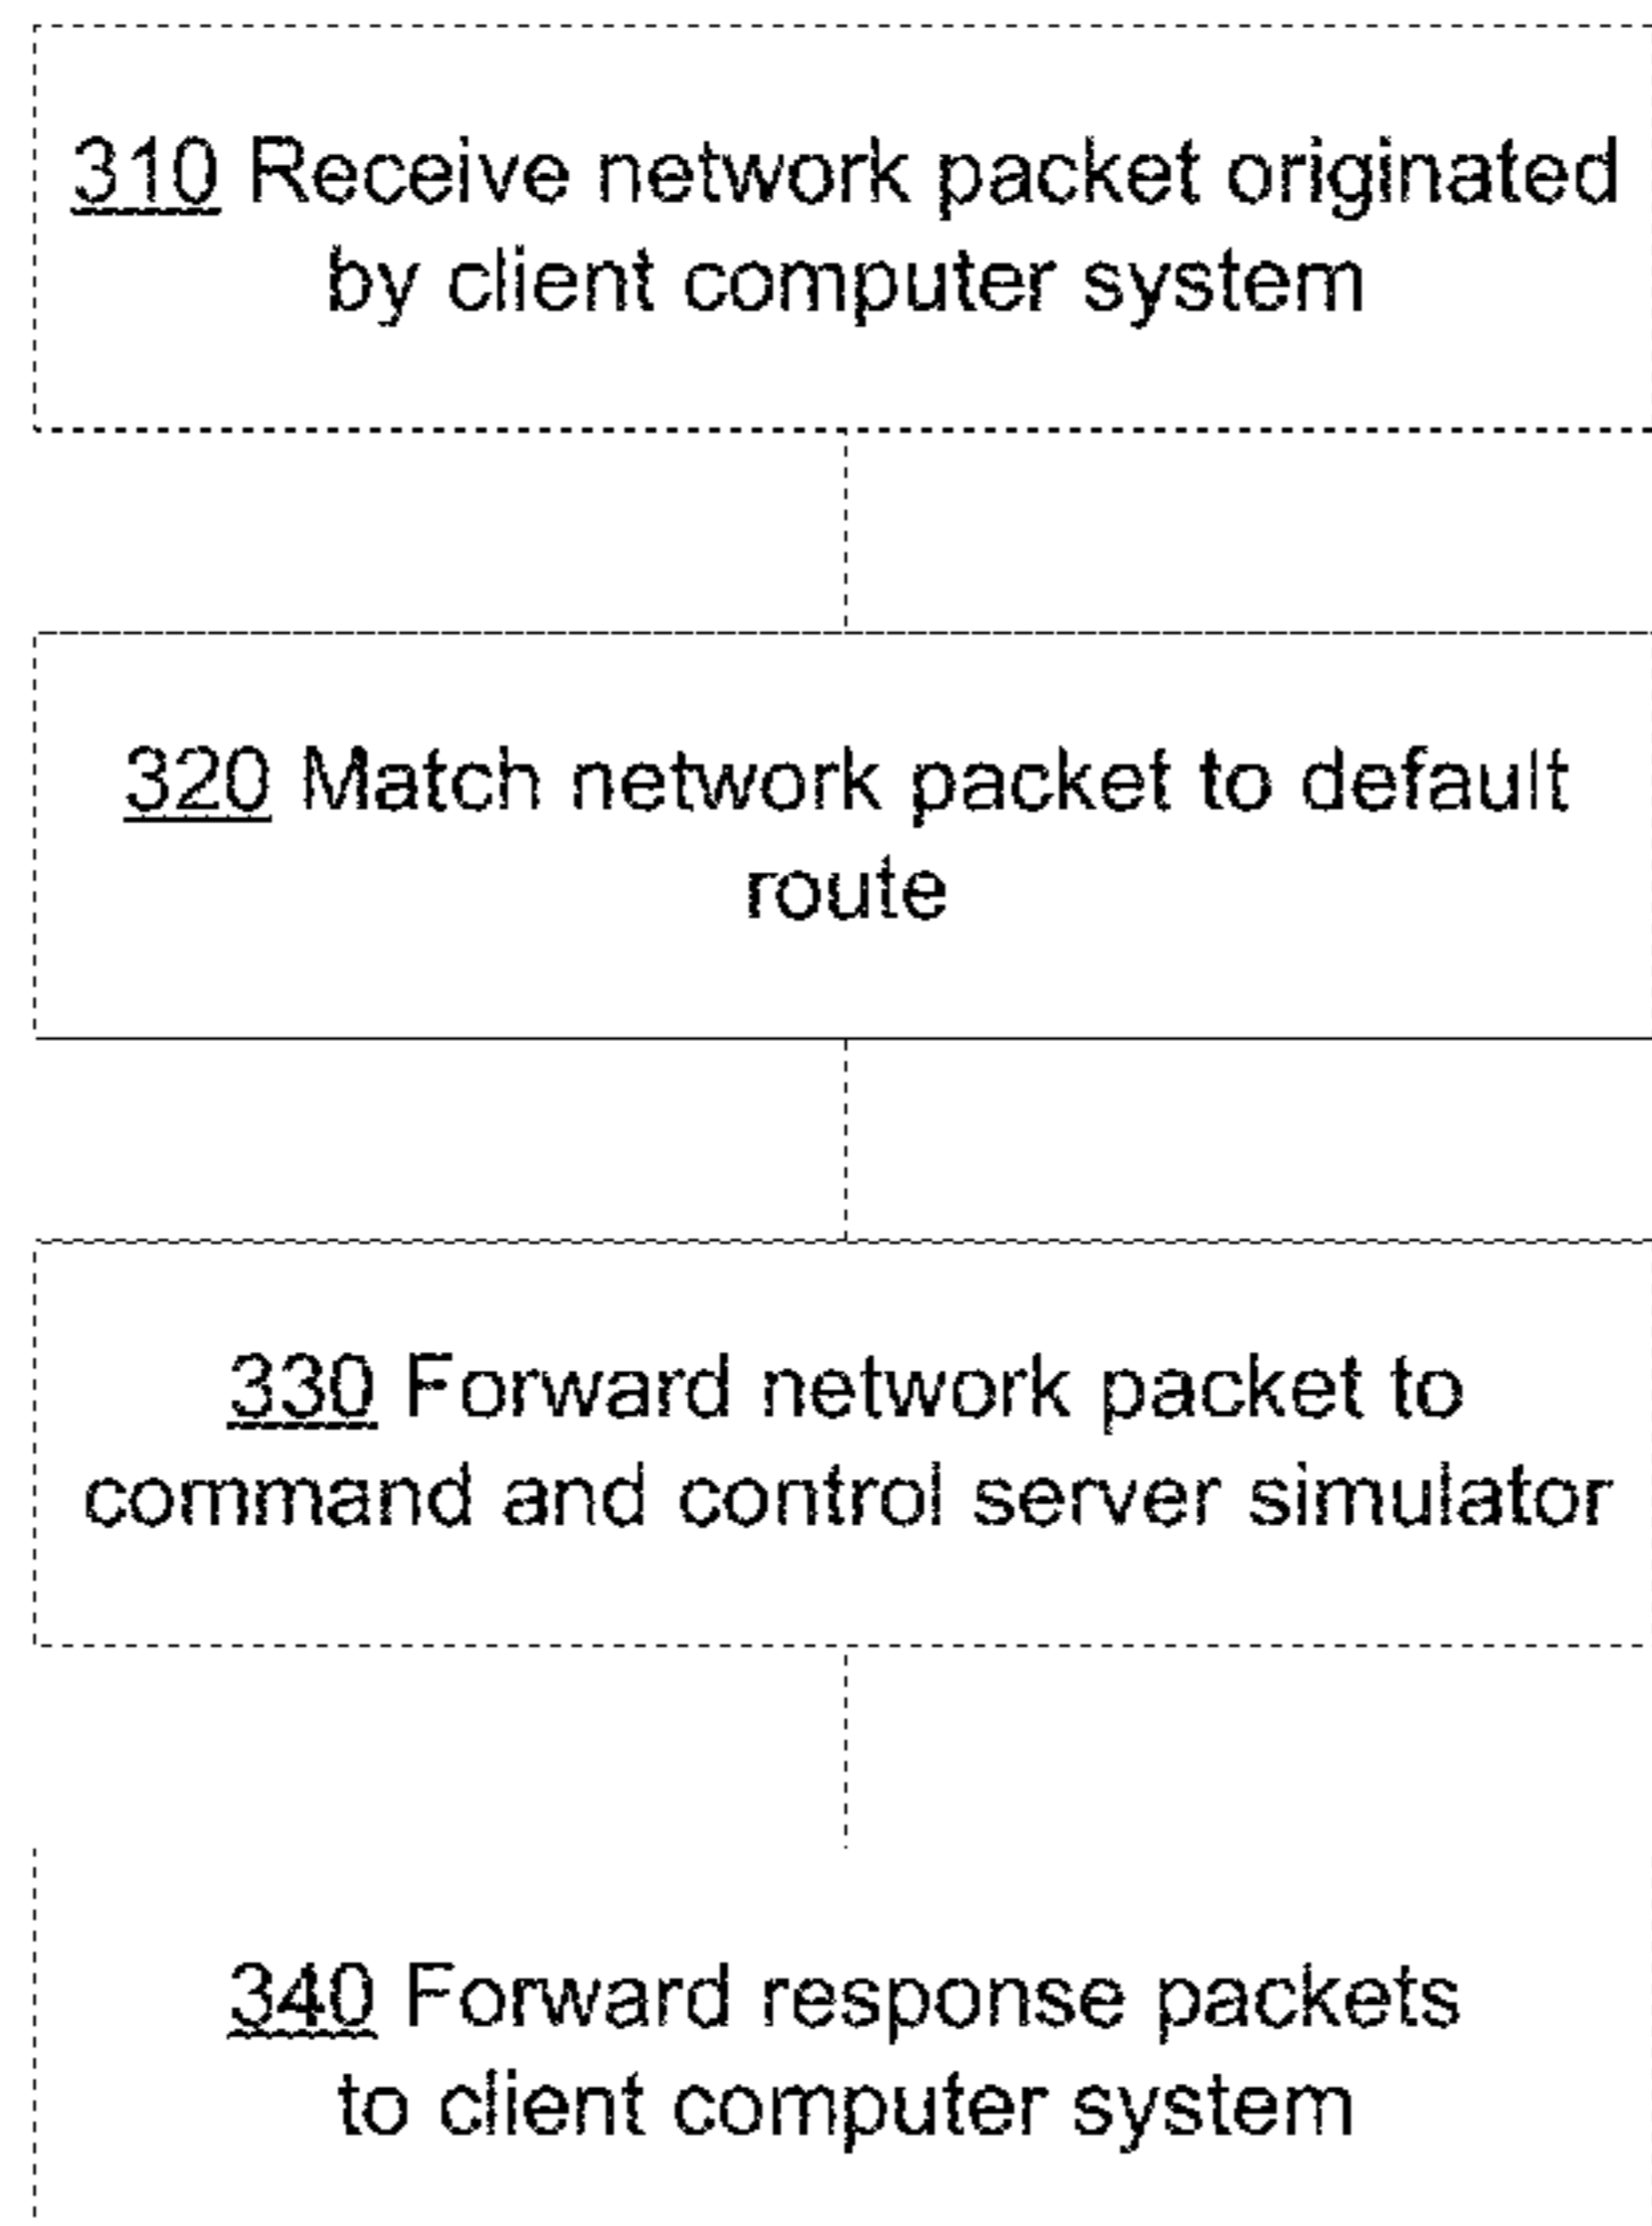 310 Receive network packet originated
by client computer system
320 Match network packet to default
route
330 Forward network packet to
command and control server simulator
340 Forward response packets
to client computer system